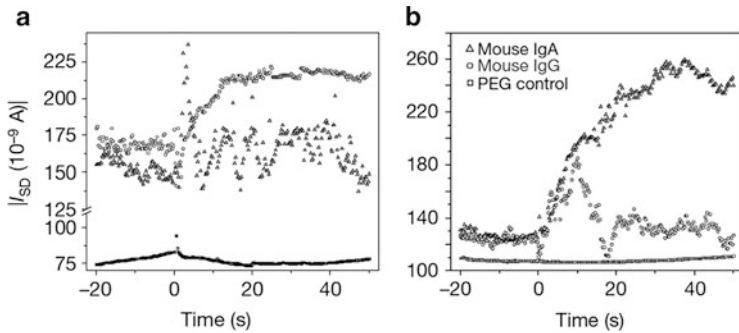 a
|I_SD (10⁻⁹ A)|
225
200
175
150
125
100
75
−20
0
20
40
Time (s)
b
260
220
180
140
100
Mouse IgA
Mouse IgG
PEG control
−20
0
20
40
Time (s)